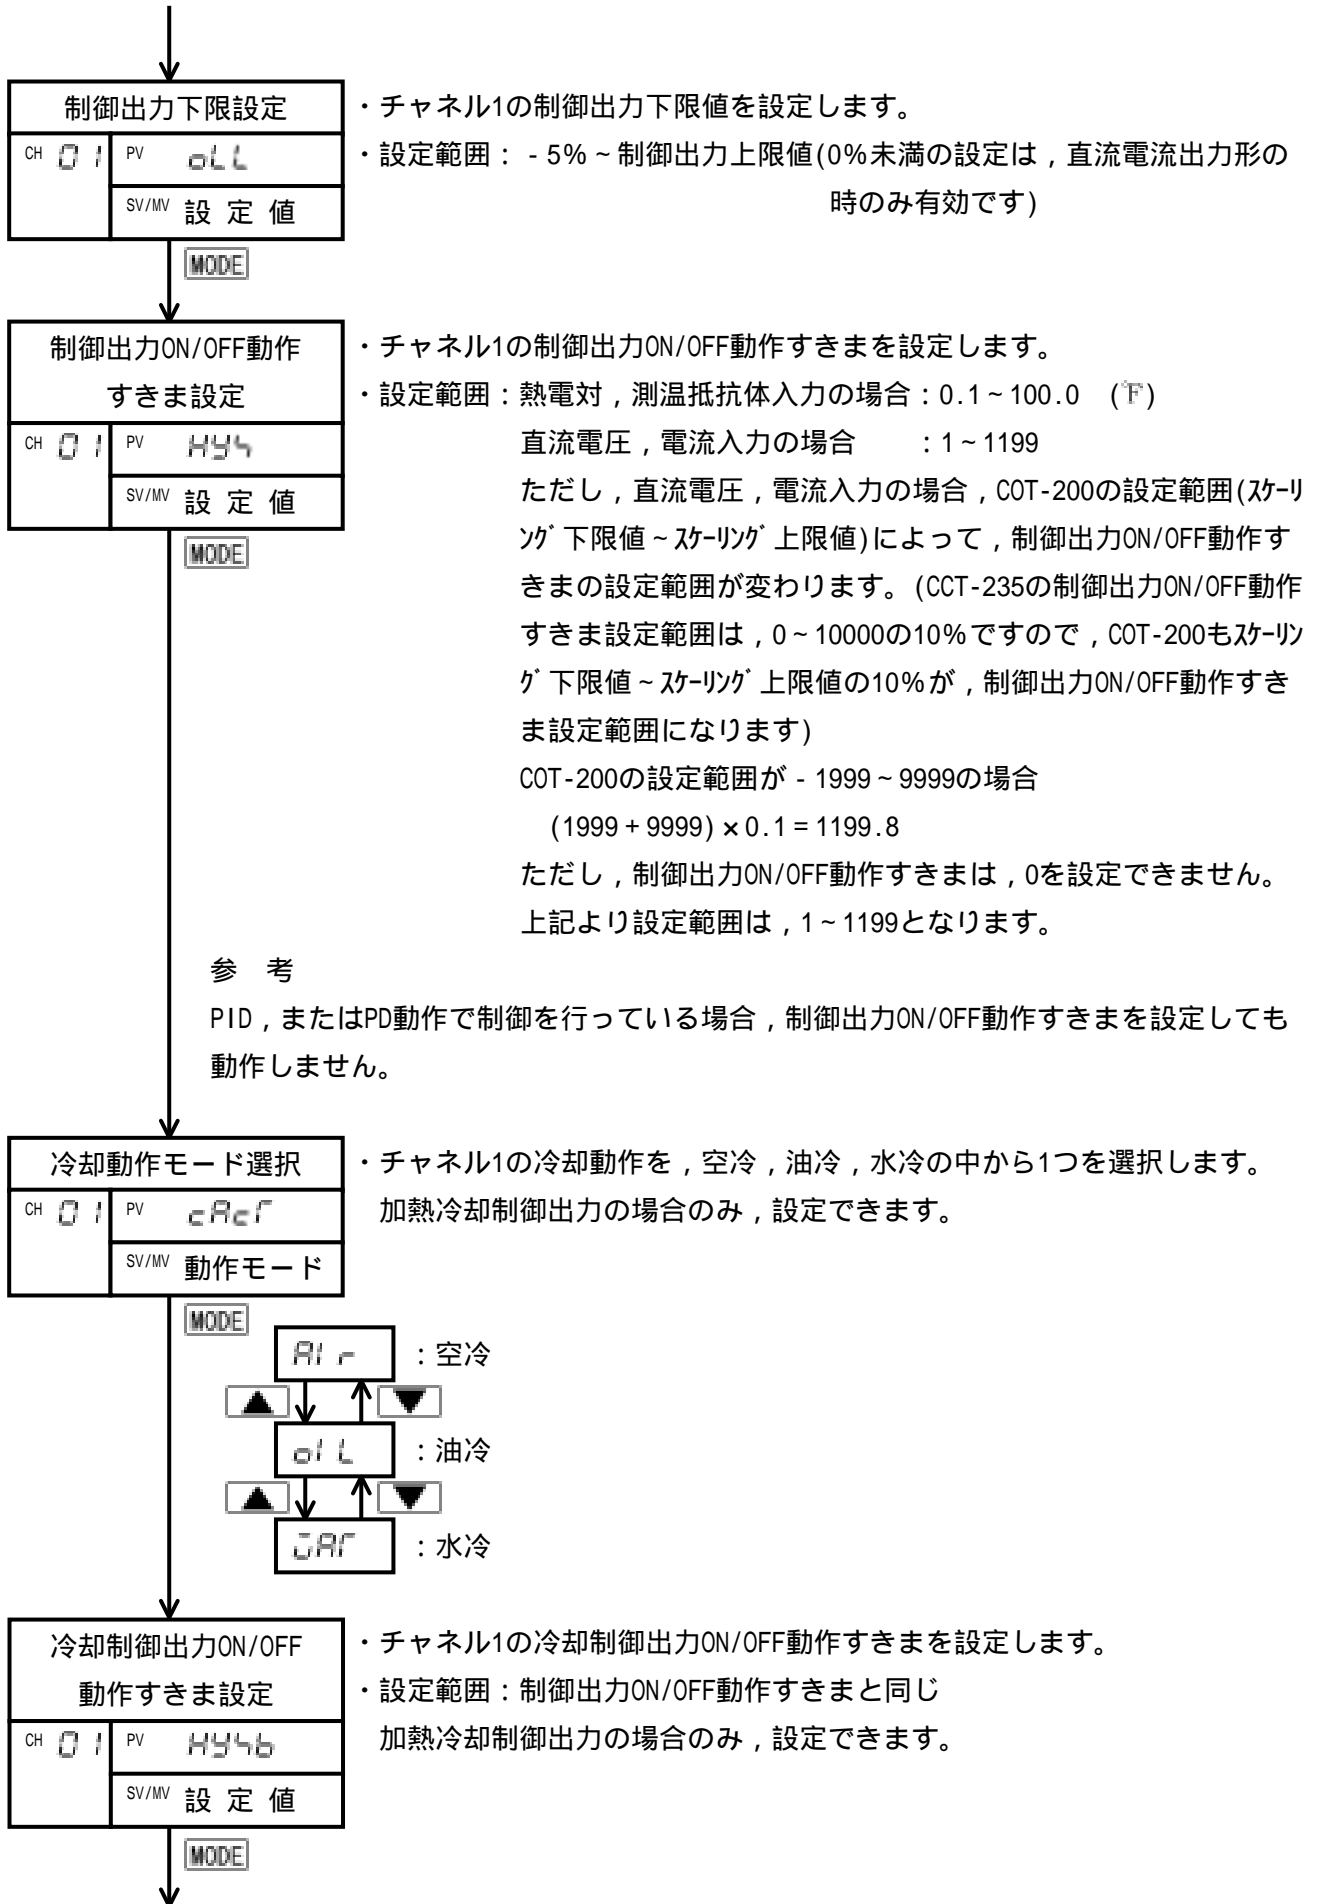 制御出力下限設定
CH 01 PV oLL
SV/MV 設 定 値
・チャネル1の制御出力下限値を設定します。
・設定範囲：-5%~制御出力上限値(0%未満の設定は，直流電流出力形の
時のみ有効です)
MODE
制御出力ON/OFF動作
すきま設定
CH 01 PV HYS
SV/MV 設 定 値
・チャネル1の制御出力ON/OFF動作すきまを設定します。
・設定範囲：熱電対，測温抵抗体入力の場合：0.1~100.0 (℉)
直流電圧，電流入力の場合 ：1~1199
ただし，直流電圧，電流入力の場合，COT-200の設定範囲(ｽｹｰﾘ
ﾝｸﾞ下限値~ｽｹｰﾘﾝｸﾞ上限値)によって，制御出力ON/OFF動作す
きまの設定範囲が変わります。(CCT-235の制御出力ON/OFF動作
すきま設定範囲は，0~10000の10%ですので，COT-200もｽｹｰﾘﾝ
ｸﾞ下限値~ｽｹｰﾘﾝｸﾞ上限値の10%が，制御出力ON/OFF動作すき
ま設定範囲になります)
COT-200の設定範囲が-1999~9999の場合
(1999+9999)×0.1=1199.8
ただし，制御出力ON/OFF動作すきまは，0を設定できません。
上記より設定範囲は，1~1199となります。
MODE
参 考
PID，またはPD動作で制御を行っている場合，制御出力ON/OFF動作すきまを設定しても
動作しません。
冷却動作モード選択
CH 01 PV cAcT
SV/MV 動作モード
・チャネル1の冷却動作を，空冷，油冷，水冷の中から1つを選択します。
加熱冷却制御出力の場合のみ，設定できます。
MODE
AIr ：空冷
▲ ▼
oIL ：油冷
▲ ▼
WAT ：水冷
冷却制御出力ON/OFF
動作すきま設定
CH 01 PV HYSb
SV/MV 設 定 値
・チャネル1の冷却制御出力ON/OFF動作すきまを設定します。
・設定範囲：制御出力ON/OFF動作すきまと同じ
加熱冷却制御出力の場合のみ，設定できます。
MODE